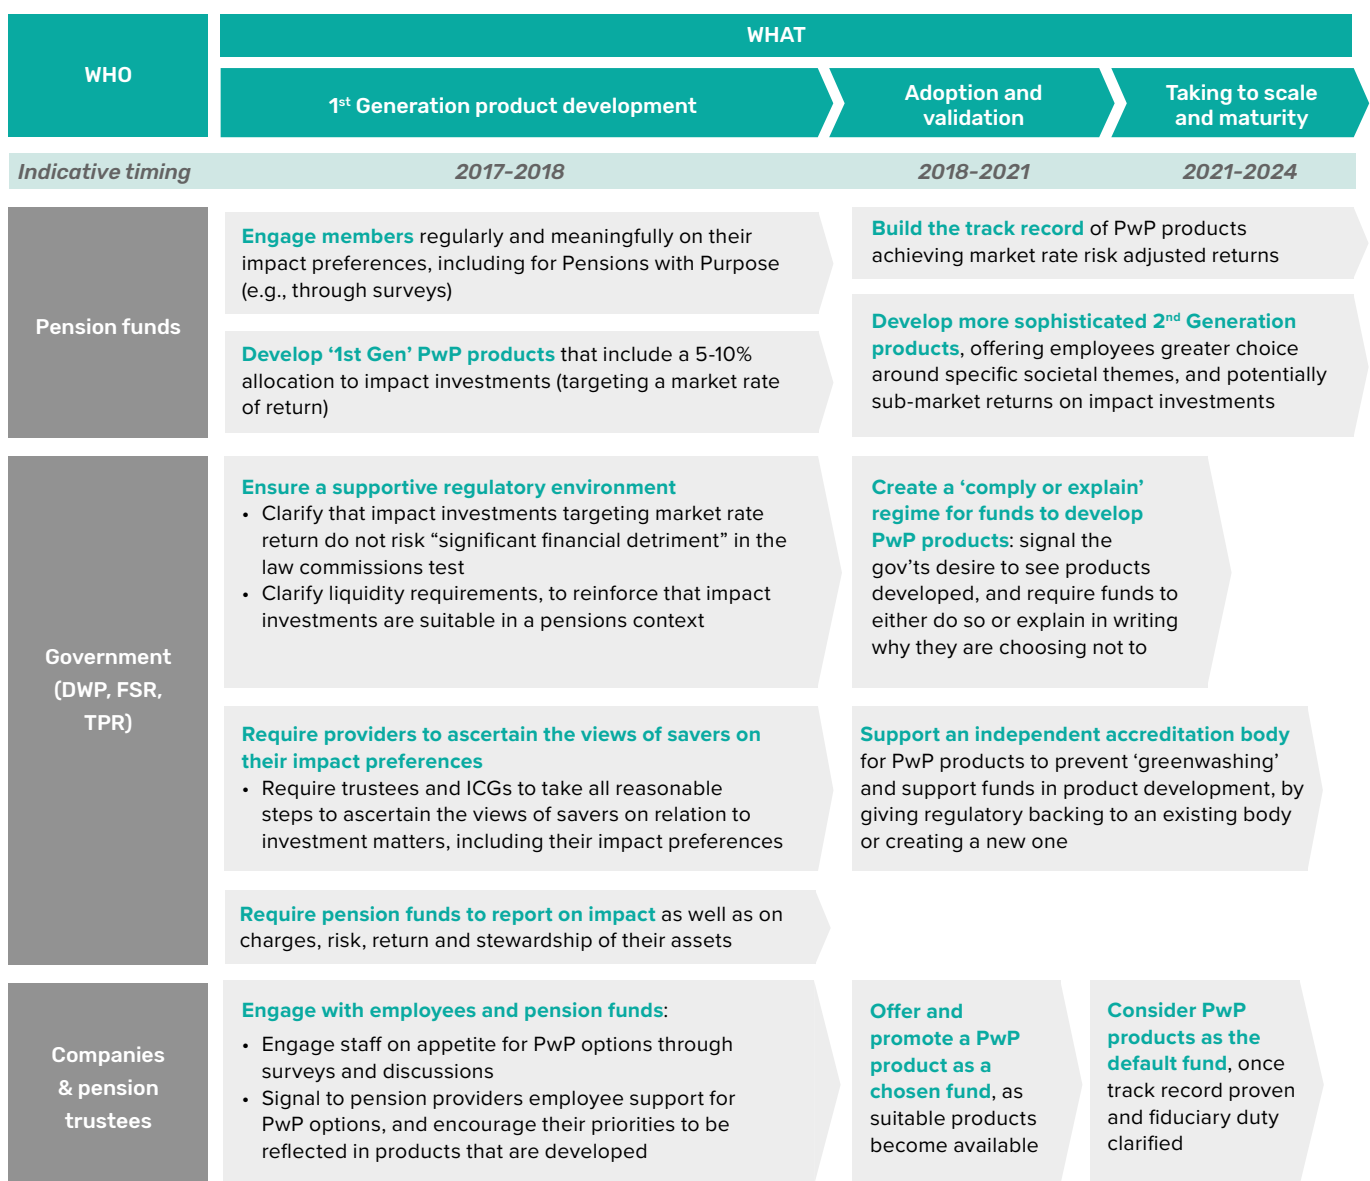 WHO
WHAT
1st Generation product development
Adoption and
validation
Taking to scale
and maturity
Indicative timing
2017-2018
2018-2021
2021-2024
Pension funds
Engage members regularly and meaningfully on their
impact preferences, including for Pensions with Purpose
(e.g., through surveys)
Develop ‘1st Gen’ PwP products that include a 5-10%
allocation to impact investments (targeting a market rate
of return)
Build the track record of PwP products
achieving market rate risk adjusted returns
Develop more sophisticated 2nd Generation
products, offering employees greater choice
around specific societal themes, and potentially
sub-market returns on impact investments
Government
(DWP, FSR,
TPR)
Ensure a supportive regulatory environment
• Clarify that impact investments targeting market rate
return do not risk “significant financial detriment” in the
law commissions test
• Clarify liquidity requirements, to reinforce that impact
investments are suitable in a pensions context
Create a ‘comply or explain’
regime for funds to develop
PwP products: signal the
gov’ts desire to see products
developed, and require funds to
either do so or explain in writing
why they are choosing not to
Require providers to ascertain the views of savers on
their impact preferences
• Require trustees and ICGs to take all reasonable
steps to ascertain the views of savers on relation to
investment matters, including their impact preferences
Support an independent accreditation body
for PwP products to prevent ‘greenwashing’
and support funds in product development, by
giving regulatory backing to an existing body
or creating a new one
Require pension funds to report on impact as well as on
charges, risk, return and stewardship of their assets
Companies
& pension
trustees
Engage with employees and pension funds:
• Engage staff on appetite for PwP options through
surveys and discussions
• Signal to pension providers employee support for
PwP options, and encourage their priorities to be
reflected in products that are developed
Offer and
promote a PwP
product as a
chosen fund, as
suitable products
become available
Consider PwP
products as the
default fund, once
track record proven
and fiduciary duty
clarified